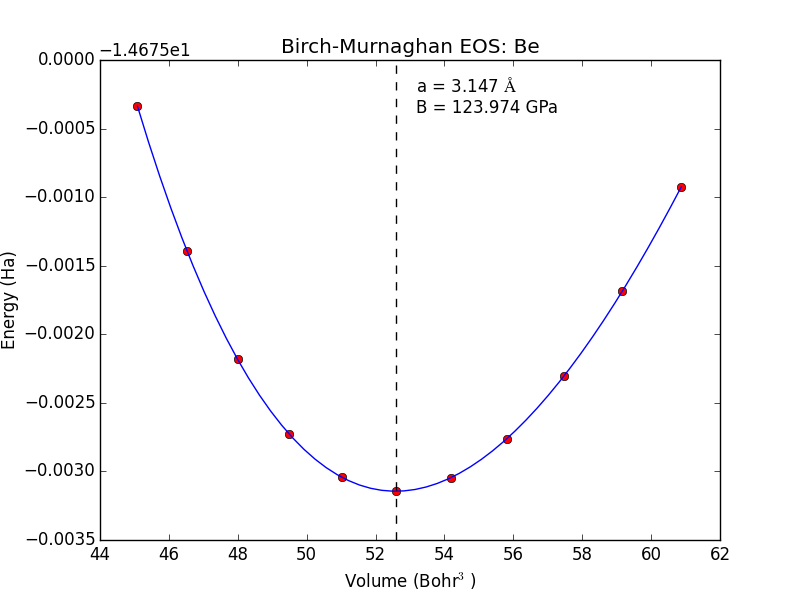 Birch-Murnaghan EOS: Be
−1.4675e1
a = 3.147 Å
B = 123.974 GPa
0.0000
−0.0005
−0.0010
−0.0015
−0.0020
−0.0025
−0.0030
−0.0035
Energy (Ha)
44 46 48 50 52 54 56 58 60 62
Volume (Bohr³ )